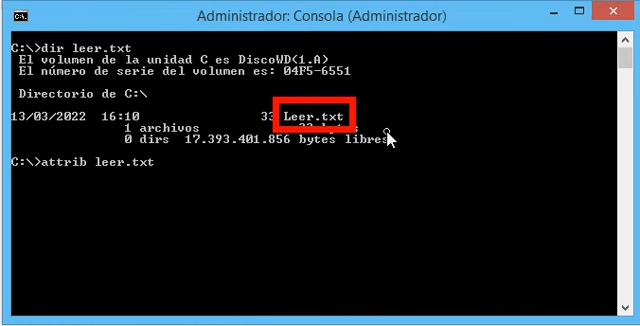 Administrador: Consola (Administrador)
C:\>dir leer.txt
El volumen de la unidad C es DiscoWD(1.A)
El número de serie del volumen es: 04F5-6551
Directorio de C:\
13/03/2022 16:10 33 Leer.txt
1 archivos 33 bytes
0 dirs 17.393.401.856 bytes libres
C:\>attrib leer.txt